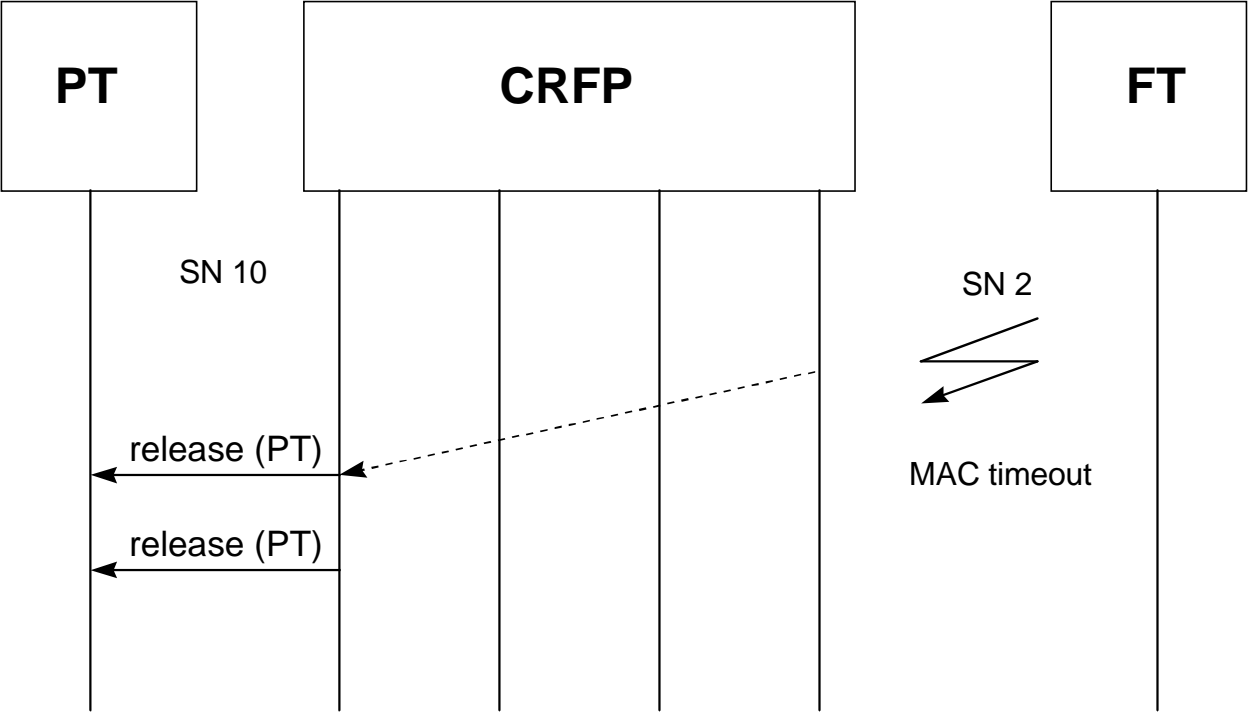 PT
CRFP
FT
SN 10
SN 2
release (PT)
MAC timeout
release (PT)